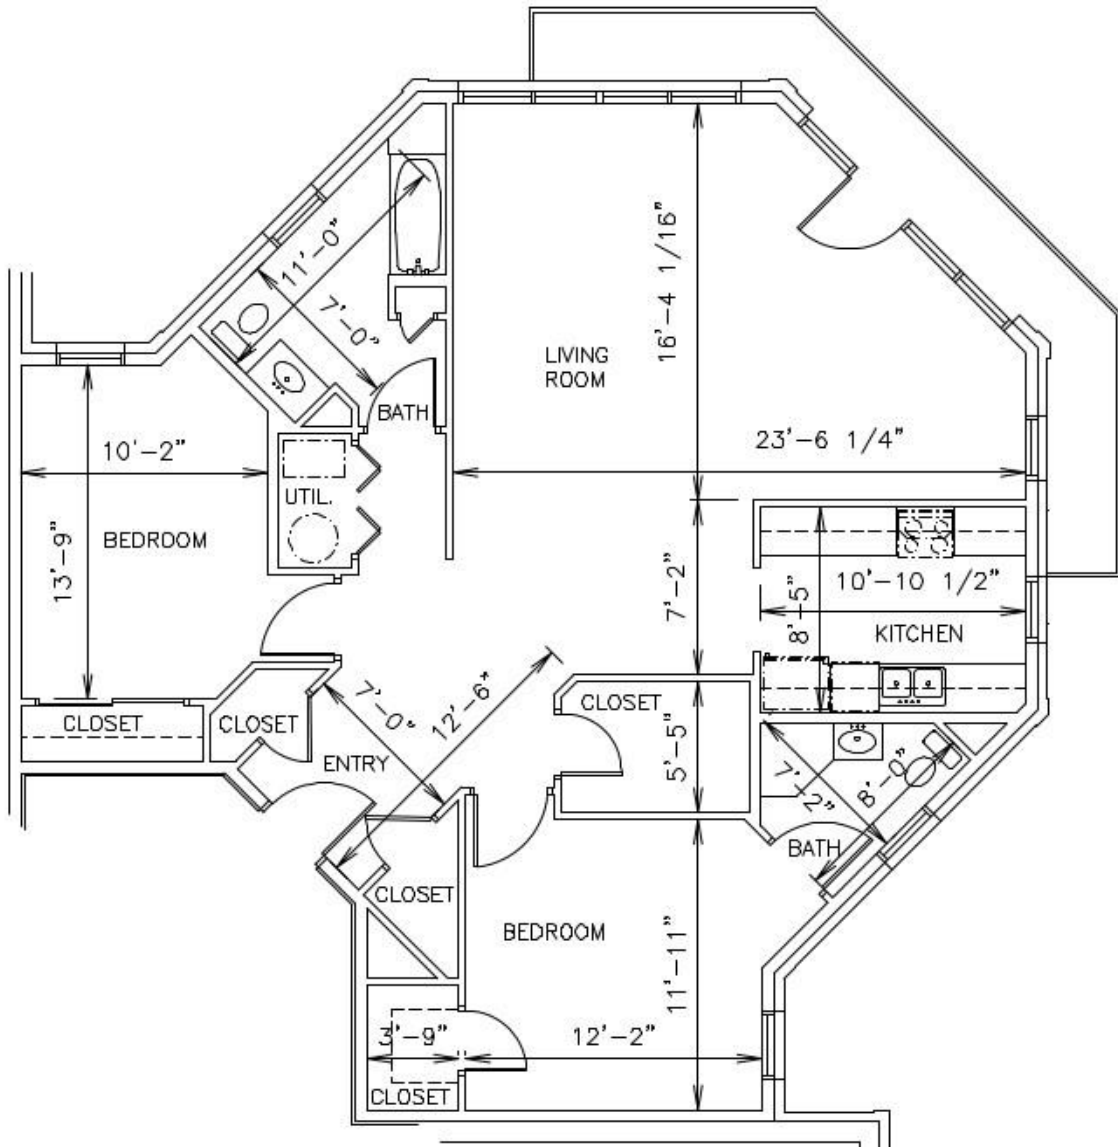 11'-0"
7'-0"
16'-4 1/16"
LIVING
ROOM
BATH
23'-6 1/4"
10'-2"
UTIL.
BEDROOM
13'-9"
7'-2"
10'-10 1/2"
8'-5"
KITCHEN
CLOSET
CLOSET
7'-0"
12'-6"
CLOSET
ENTRY
5'-5"
7'-2"
8'-0"
BATH
CLOSET
BEDROOM
11'-11"
3'-9"
12'-2"
CLOSET